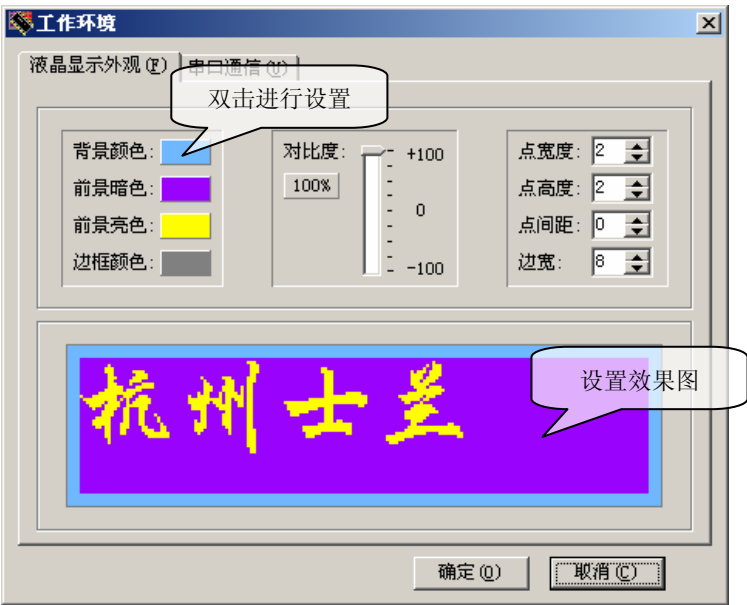 工作环境
液晶显示外观(F) 串口通信(U)
双击进行设置
背景颜色:
前景暗色:
前景亮色:
边框颜色:
对比度: +100
100%
0
-100
点宽度: 2
点高度: 2
点间距: 0
边宽: 8
杭州士兰
设置效果图
确定(O) 取消(C)